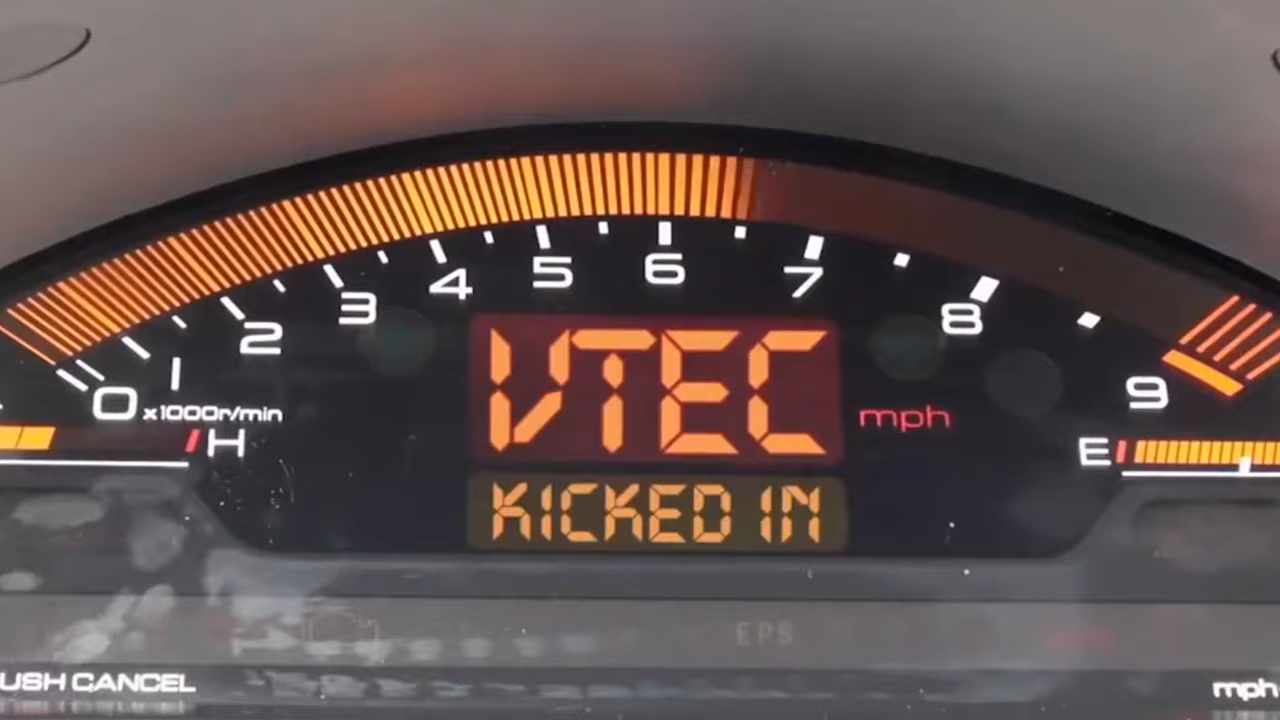 0 1 2 3 4 5 6 7 8 9
x1000r/min
H
VTEC
mph
E
KICKED IN
EPS
USH CANCEL
mph